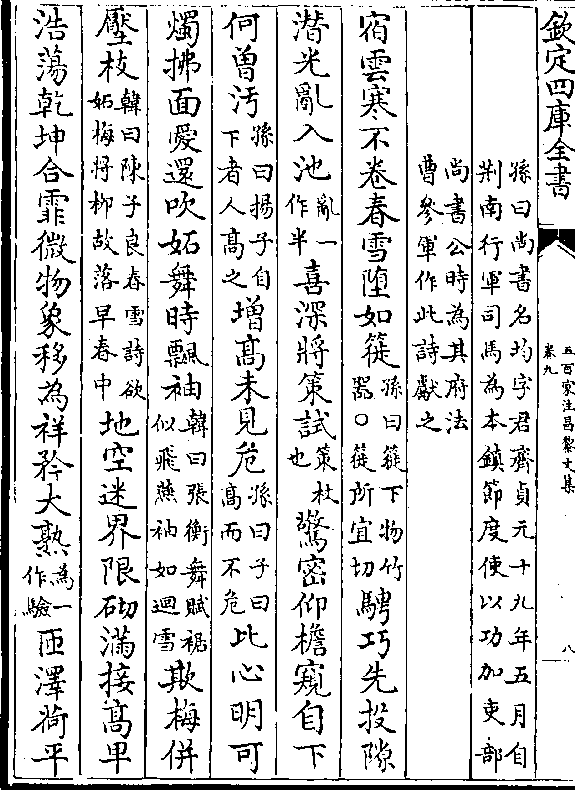 欽定四庫全書
五百家注昌黎文集
卷九
八
孫曰尚書名均字君齊貞元十九年五月自
荆南行軍司馬為本鎮節度使以功加吏部
尚書公時為其府法
曹參軍作此詩獻之
宿雲寒不卷春雪墮如簁孫曰簁下物竹器○簁所宜切騁巧先投隙
潛光亂入池亂一作半喜深將策試策杖也驚密仰檐窺自下
何曾汚孫曰揚子自下者人高之增高未見危孫曰子曰高而不危比心明可
燭拂面愛還吹妬舞時飄袖韓曰張衡舞賦裾似飛燕袖如迴雪欺梅併
壓枝韓曰陳子良春雪詩欲妬梅將柳故落早春中地空迷界限砌滿接高卑
浩蕩乾坤合霏微物象移為祥矜大熟為一作驗匝澤荷平